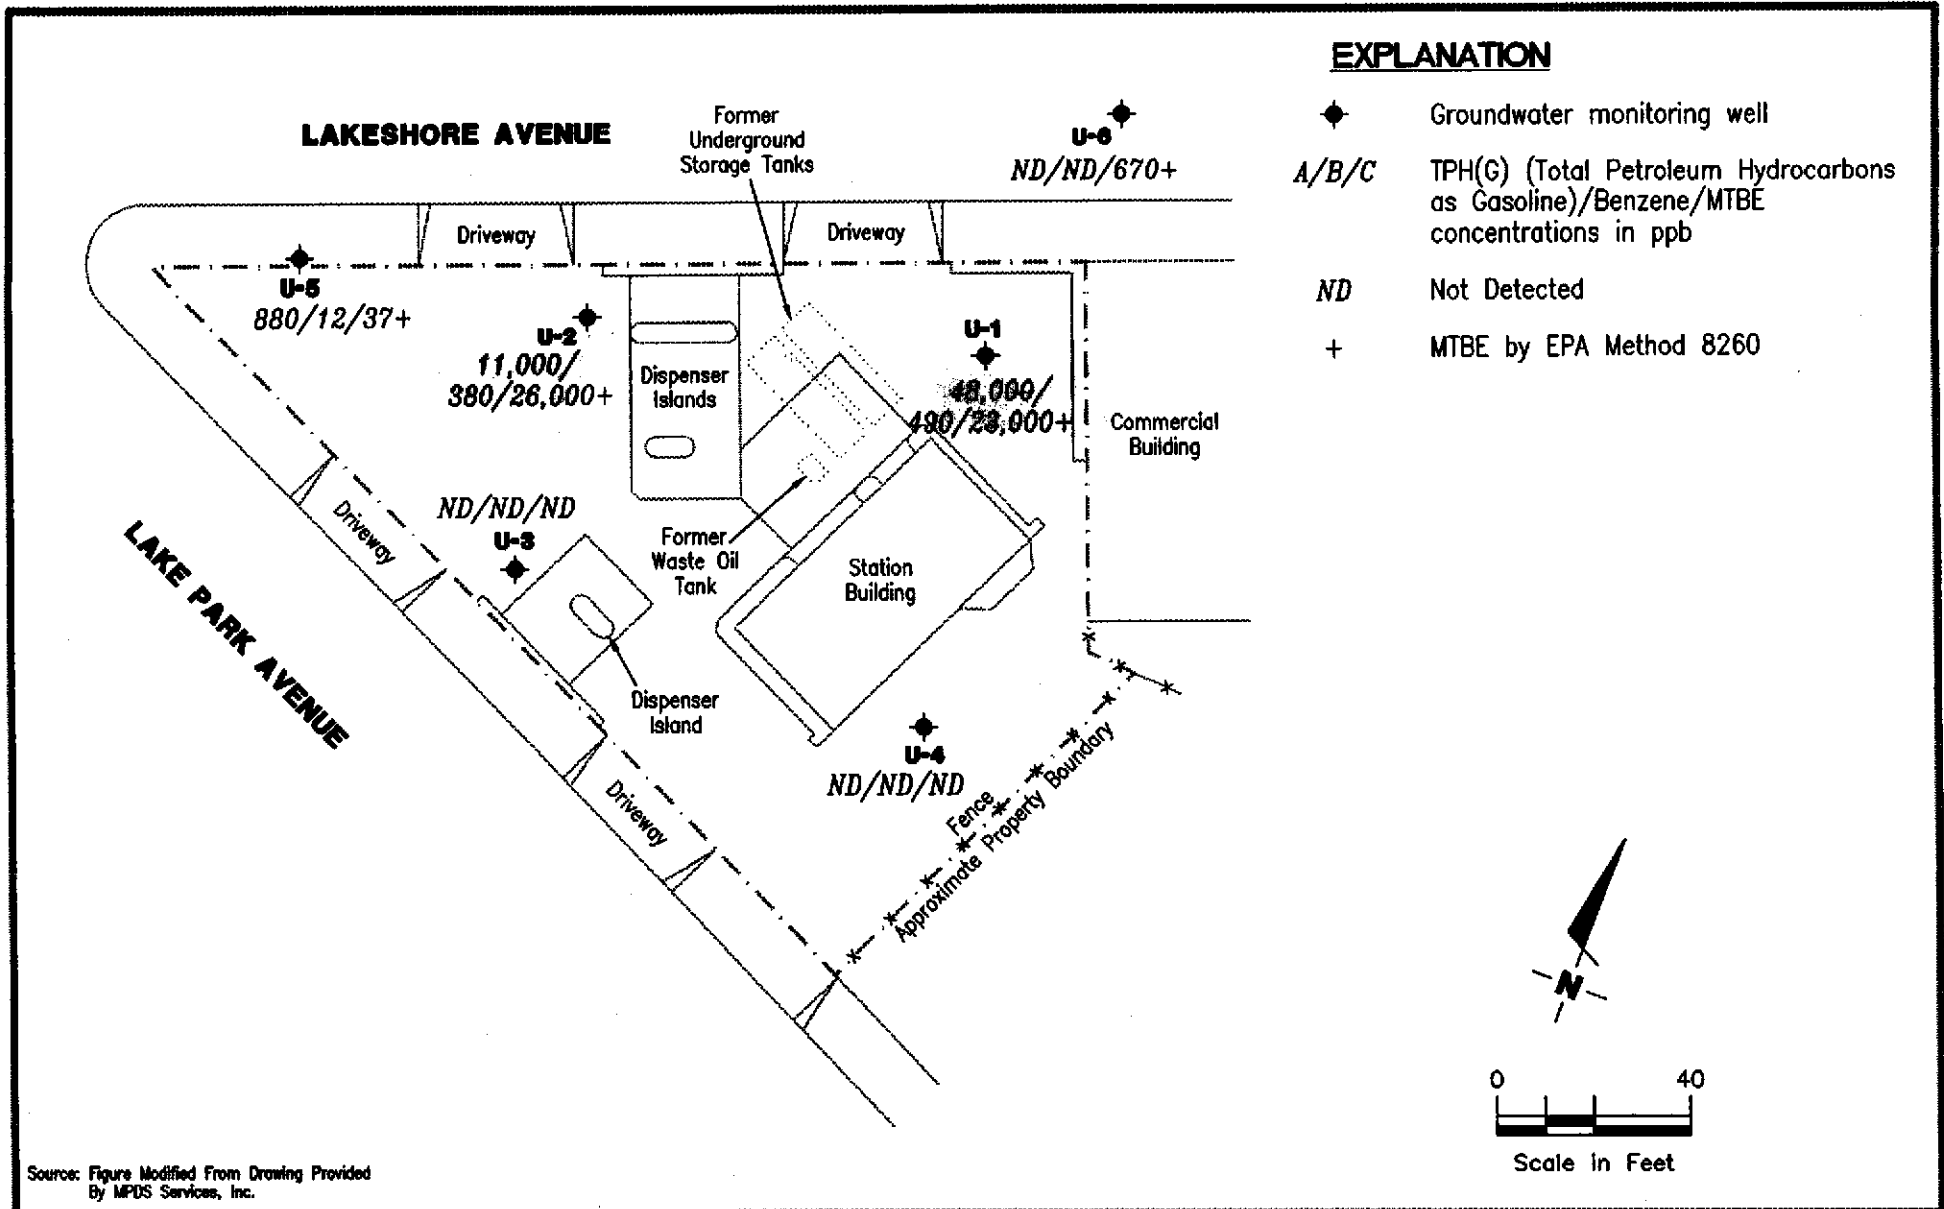 EXPLANATION
Groundwater monitoring well
A/B/C TPH(G) (Total Petroleum Hydrocarbons
as Gasoline)/Benzene/MTBE
concentrations in ppb
ND Not Detected
+ MTBE by EPA Method 8260
LAKESHORE AVENUE
Former
Underground
Storage Tanks
U-6
ND/ND/670+
Driveway
Driveway
U-5
880/12/37+
U-2
11,000/
380/26,000+
Dispenser
Islands
U-1
48,000/
490/23,000+
Commercial
Building
ND/ND/ND
U-3
Driveway
LAKE PARK AVENUE
Former
Waste Oil
Tank
Station
Building
Dispenser
Island
U-4
ND/ND/ND
Driveway
Fence
Approximate Property Boundary
N
0 40
Scale in Feet
Source: Figure Modified From Drawing Provided
By MPDS Services, Inc.